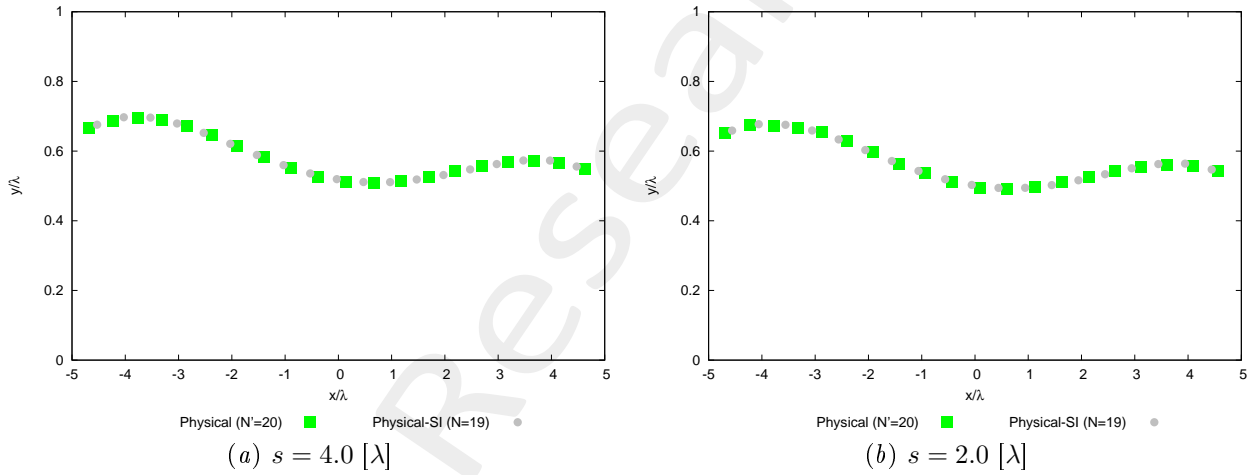 1
0.8
0.6
0.4
0.2
0
y/λ
-5 -4 -3 -2 -1 0 1 2 3 4 5
x/λ
Physical (N'=20) Physical-SI (N=19)
(a) s = 4.0 [λ]
1
0.8
0.6
0.4
0.2
0
y/λ
-5 -4 -3 -2 -1 0 1 2 3 4 5
x/λ
Physical (N'=20) Physical-SI (N=19)
(b) s = 2.0 [λ]
Resear